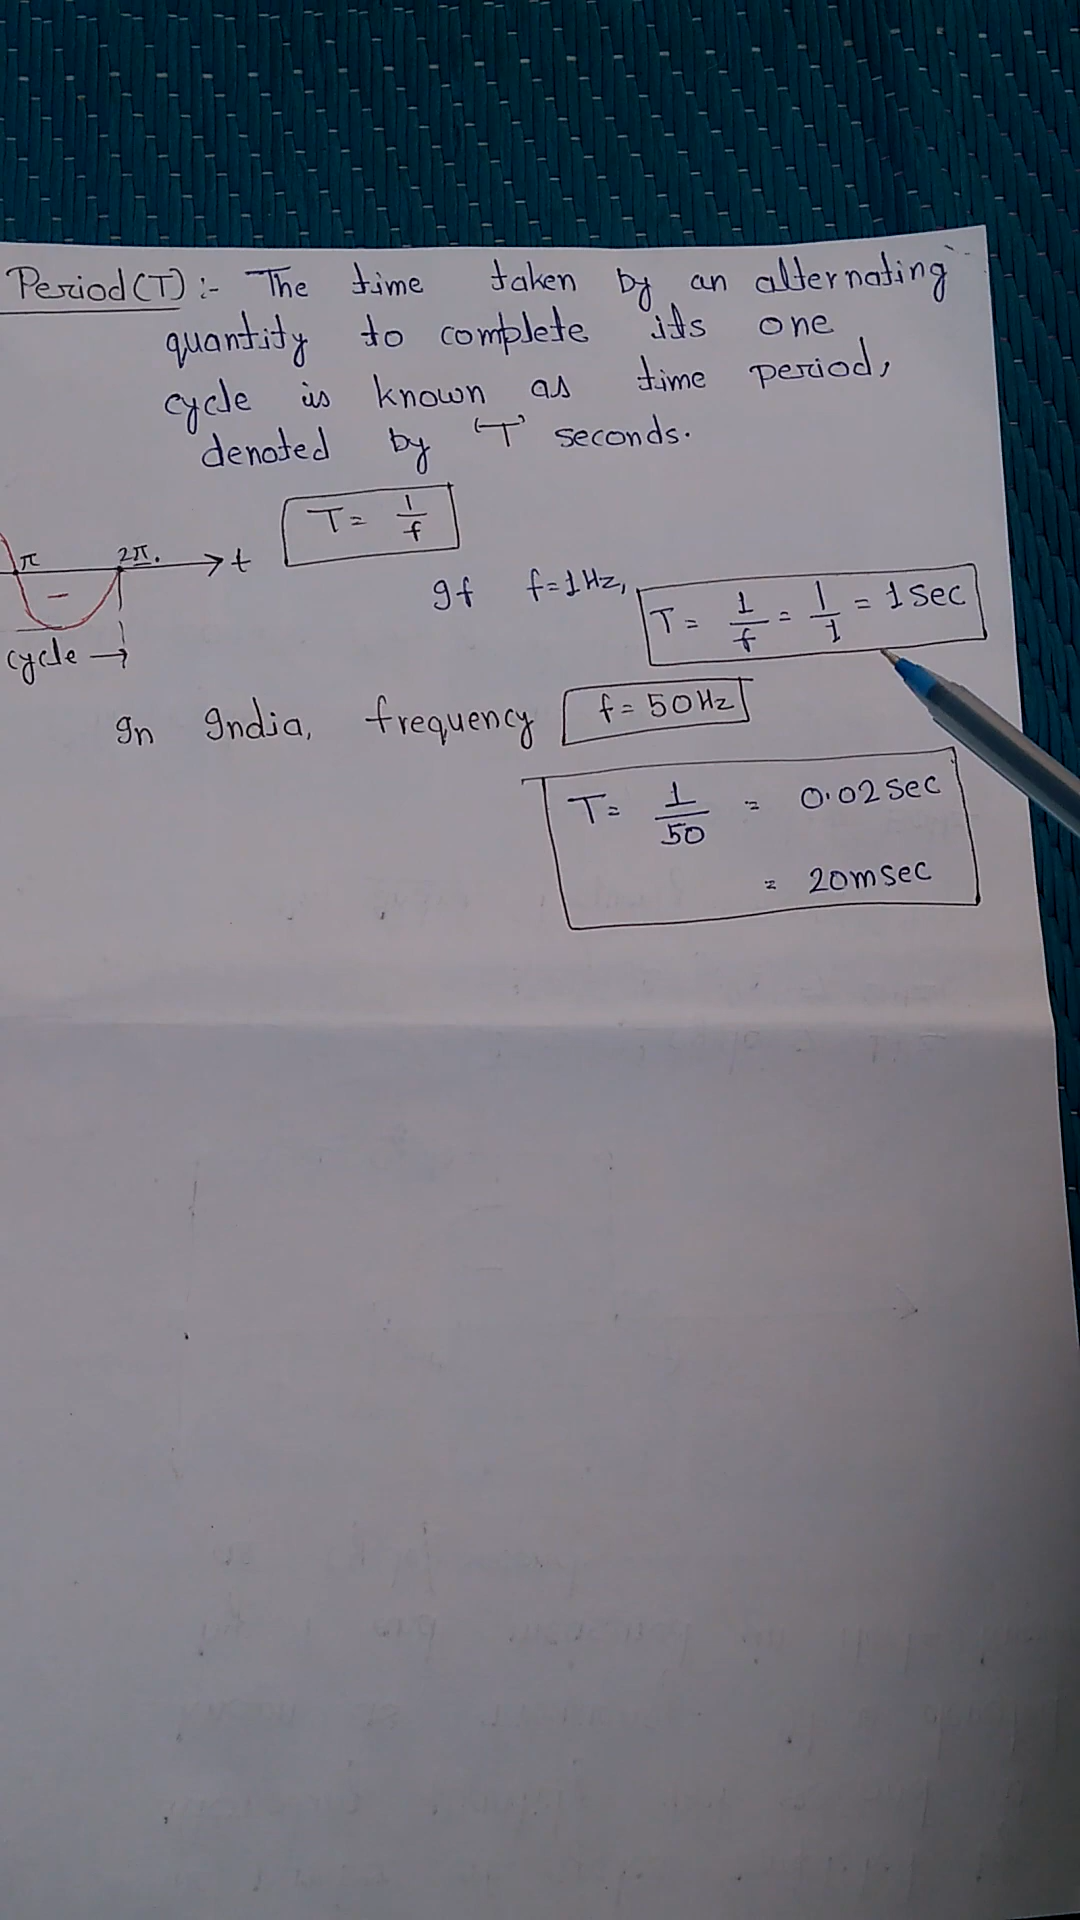 Period (T) :- The time taken by an alternating
quantity to complete its one
cycle is known as time period,
denoted by 'T' seconds.
T = 1/f
π 2π. → t
-
cycle →
If f=1Hz, T = 1/f = 1/1 = 1 sec
In India, frequency f = 50Hz
T = 1/50 = 0.02 sec
= 20msec